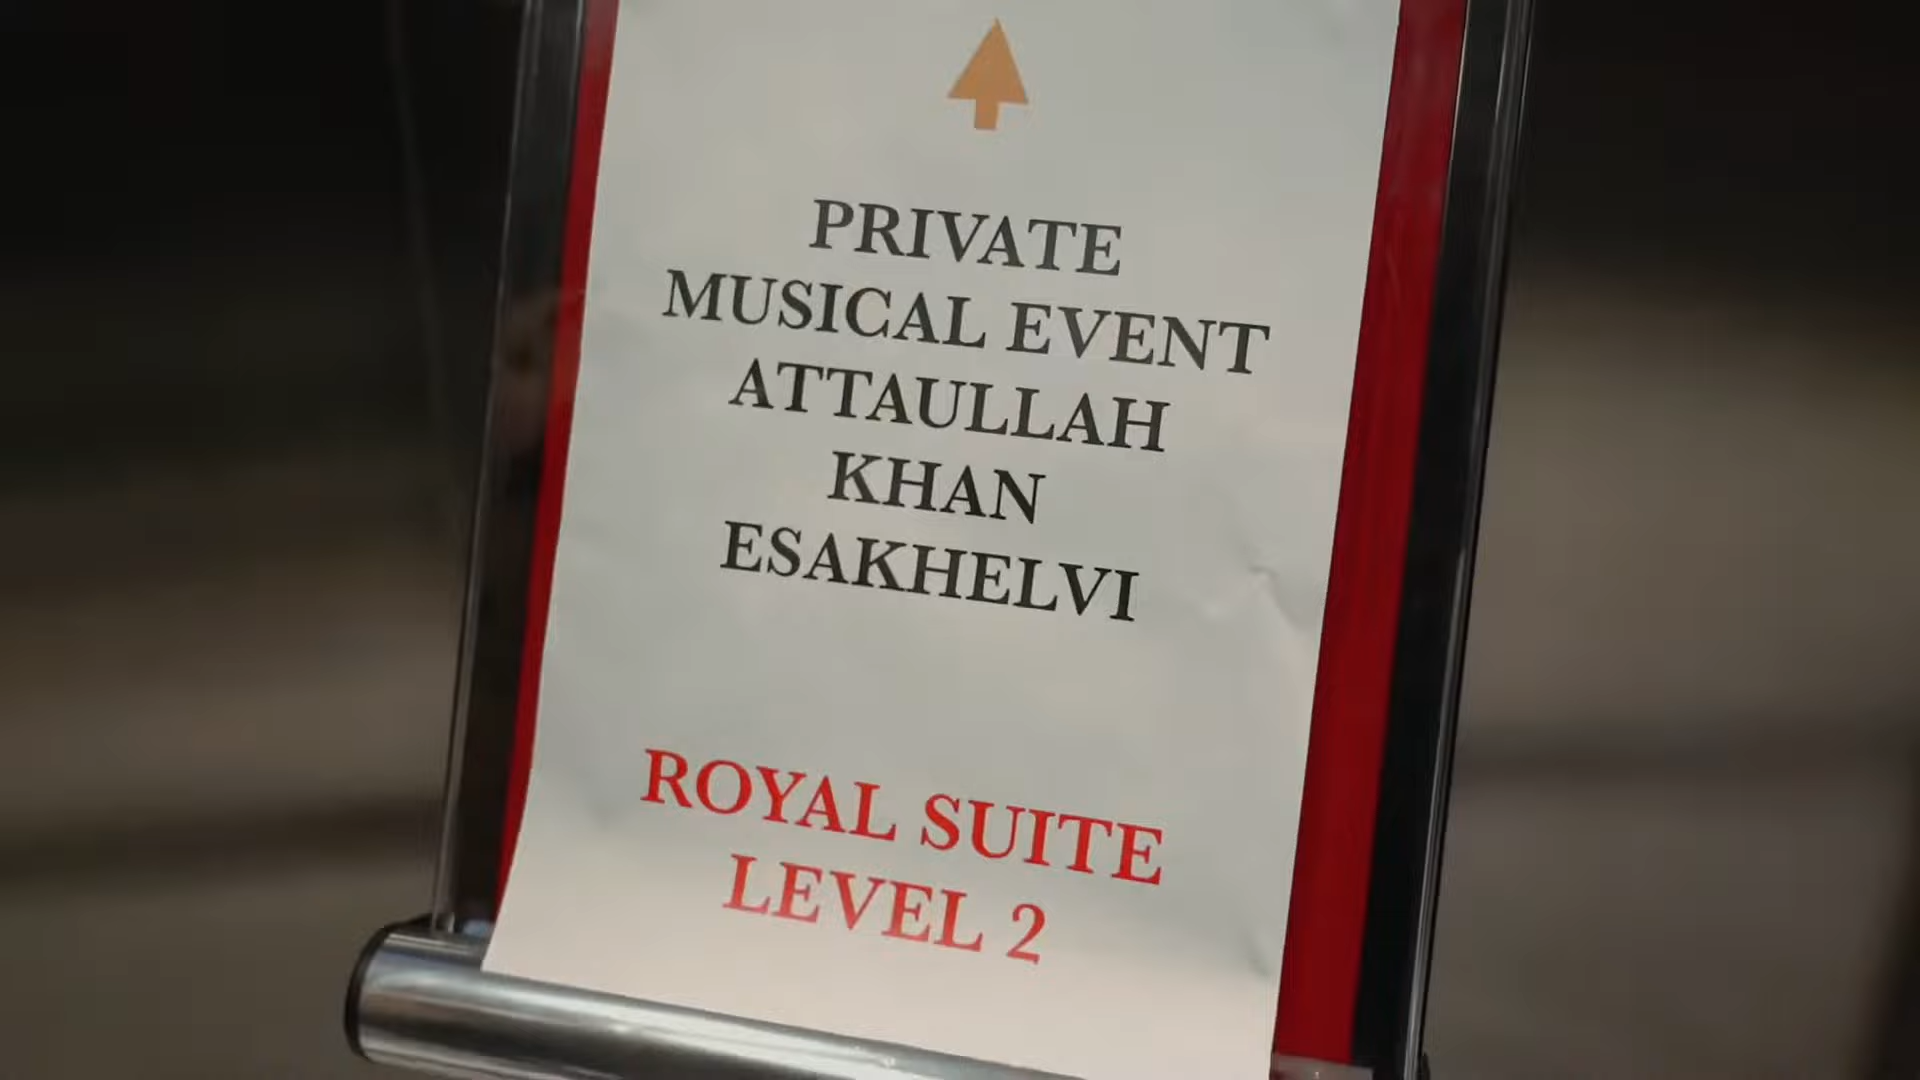 PRIVATE
MUSICAL EVENT
ATTAULLAH
KHAN
ESAKHELVI
ROYAL SUITE
LEVEL 2